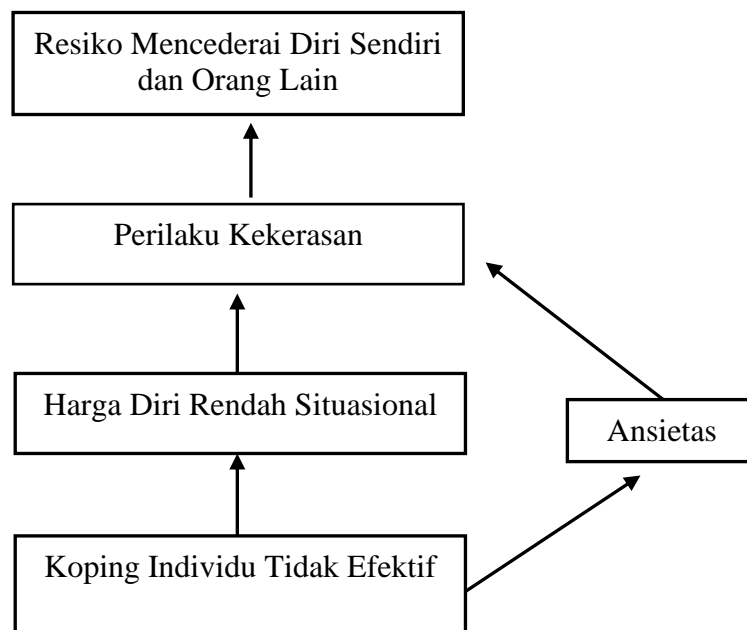 Resiko Mencederai Diri Sendiri
dan Orang Lain
Perilaku Kekerasan
Harga Diri Rendah Situasional
Ansietas
Koping Individu Tidak Efektif